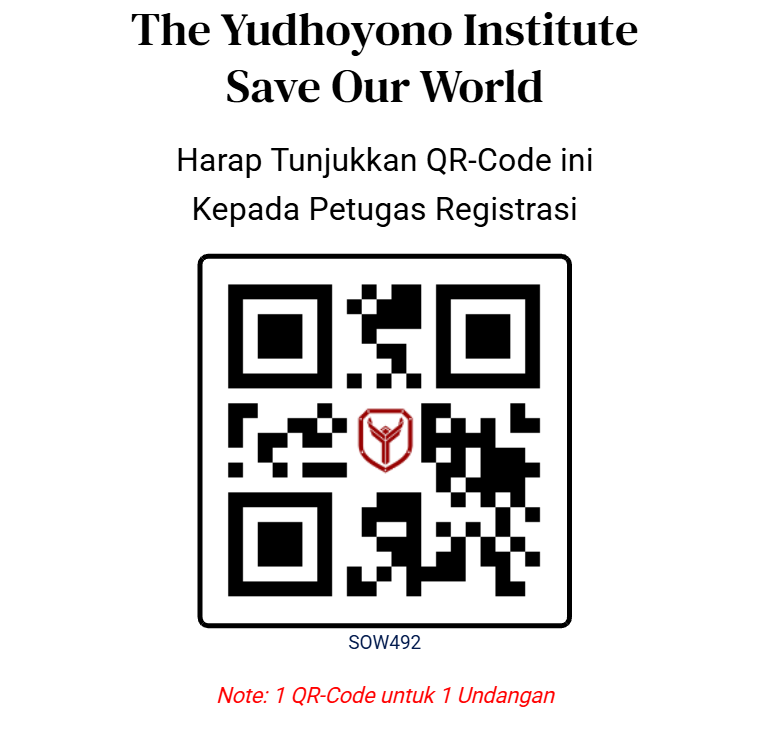 The Yudhoyono Institute
Save Our World
Harap Tunjukkan QR-Code ini
Kepada Petugas Registrasi
SOW492
Note: 1 QR-Code untuk 1 Undangan